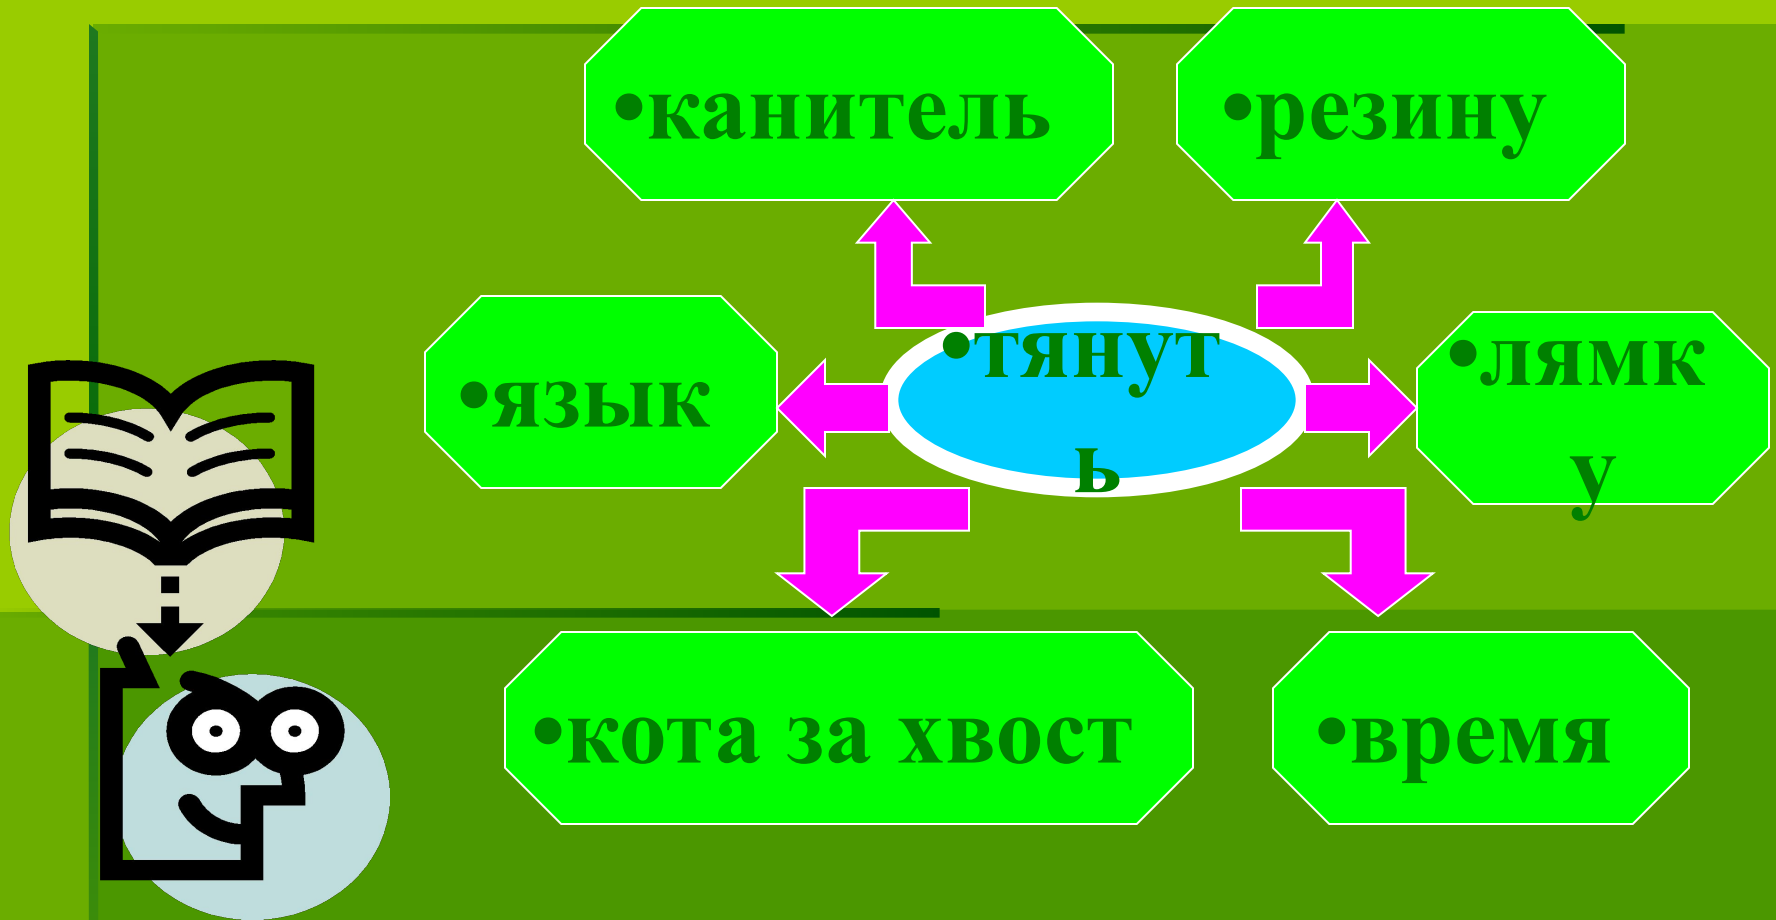 •канитель
•резину
•язык
•тянут
ь
•лямк
у
•кота за хвост
•время